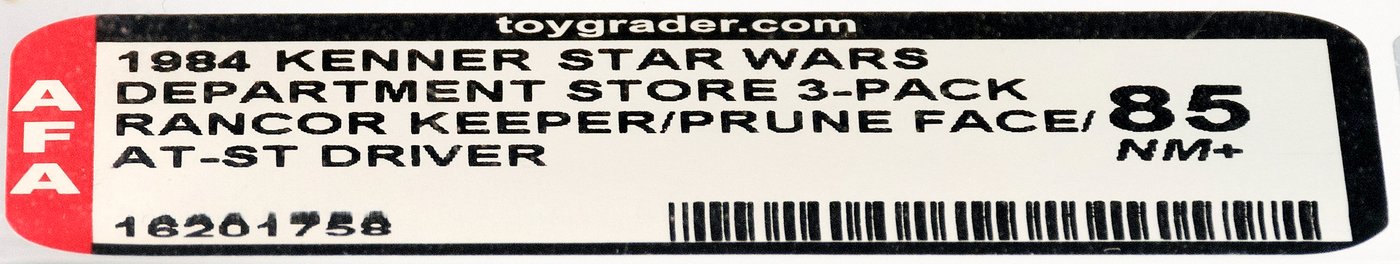 toygrader.com
AFA
1984 KENNER STAR WARS
DEPARTMENT STORE 3-PACK
RANCOR KEEPER/PRUNE FACE/
AT-ST DRIVER
85
NM+
16201758